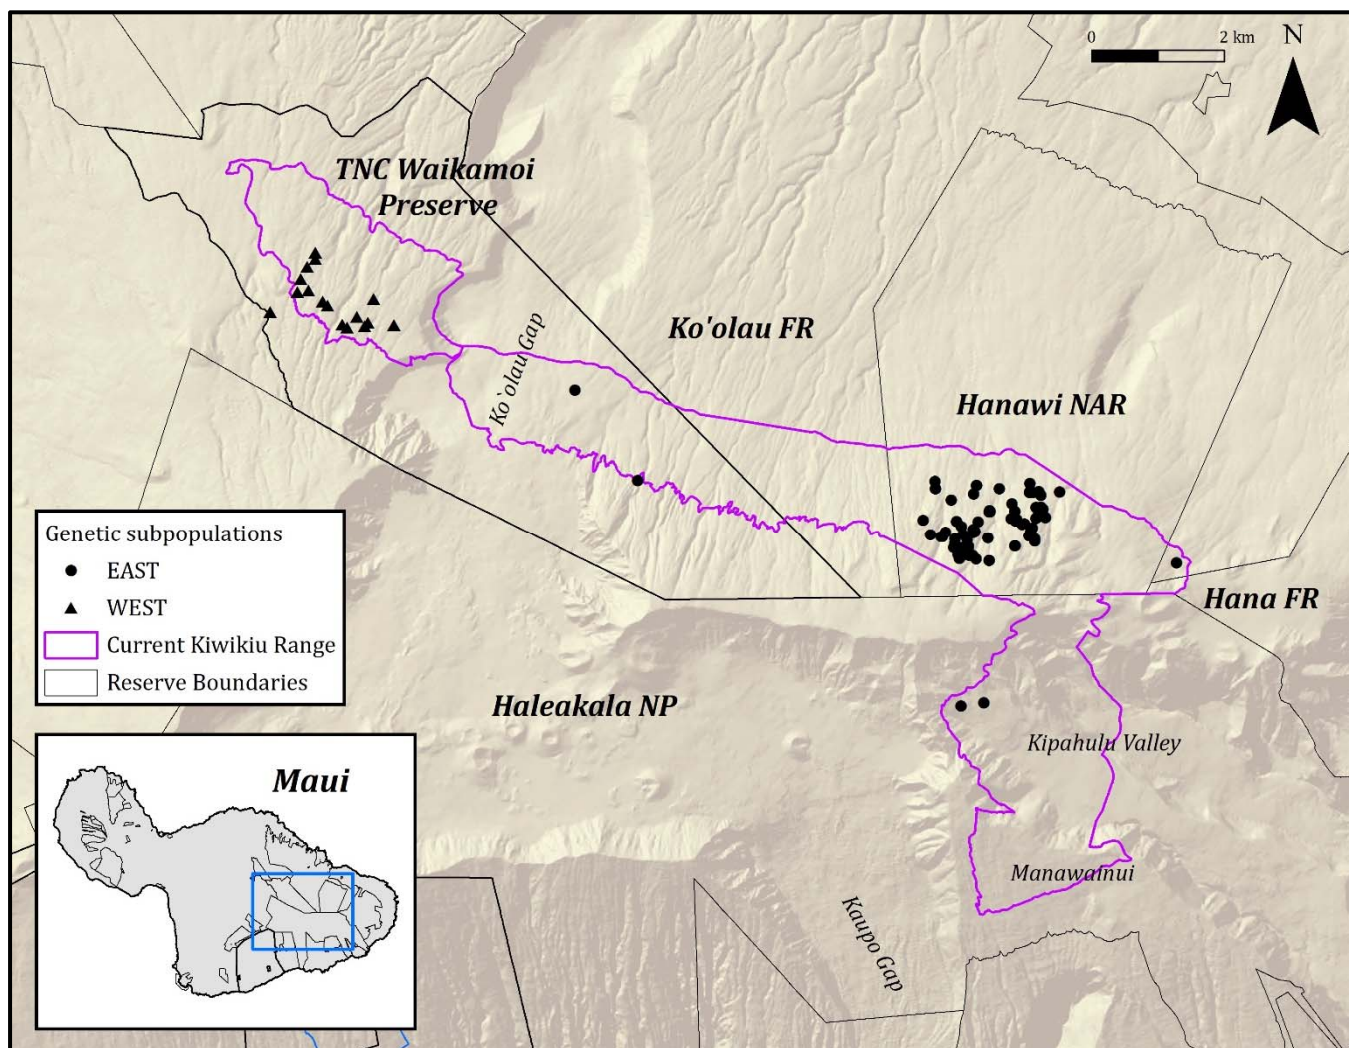 0 2 km N
TNC Waikamoi
Preserve
Ko'olau FR
Ko`olau Gap
Hanawi NAR
Genetic subpopulations
EAST
WEST
Current Kiwikiu Range
Reserve Boundaries
Hana FR
Haleakala NP
Kipahulu Valley
Maui
Manawainui
Kaupo Gap